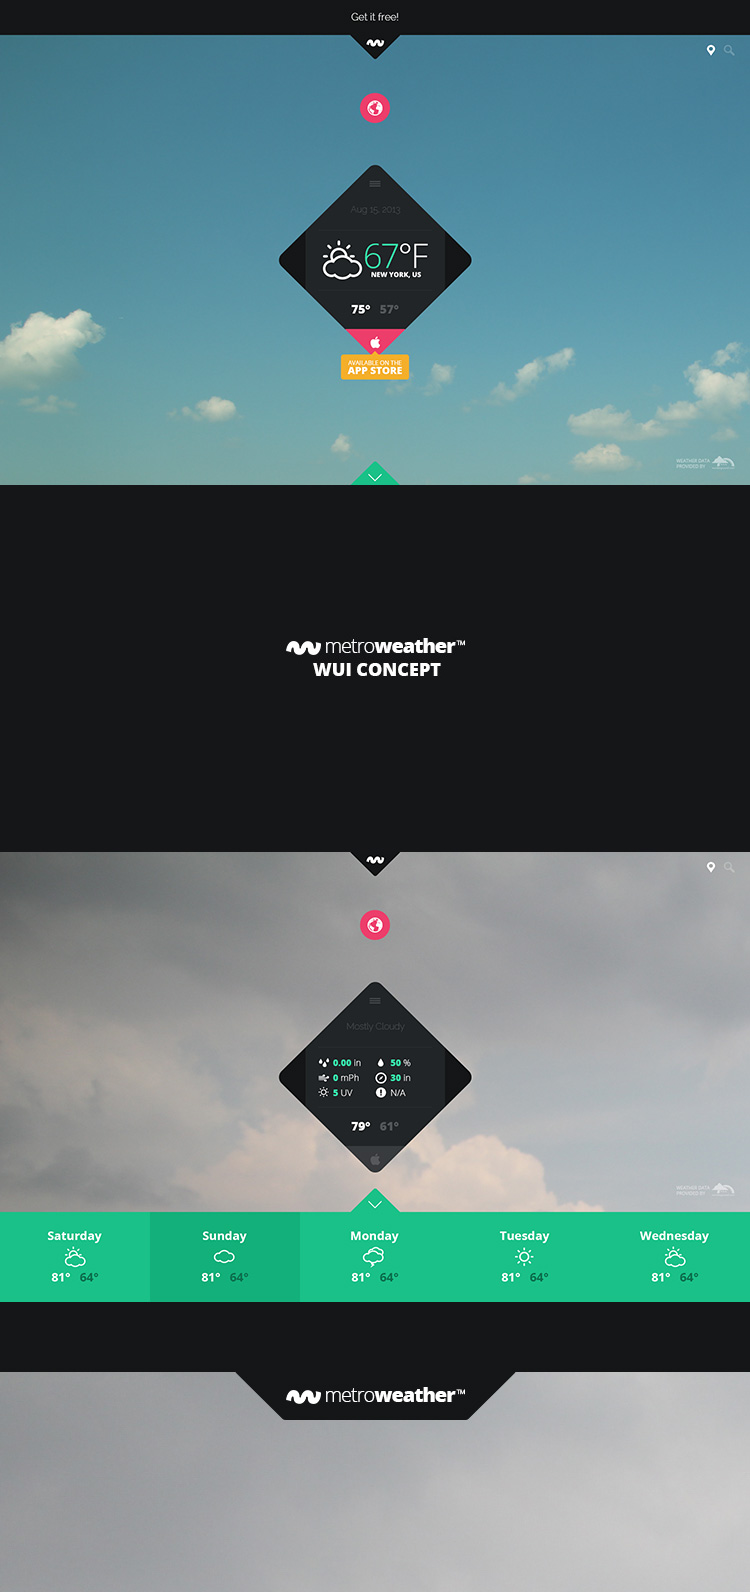 Get it free!
Aug 15, 2013
67°F
NEW YORK, US
75° 57°
AVAILABLE ON THE
APP STORE
WEATHER DATA
PROVIDED BY
metroweather™
WUI CONCEPT
Mostly Cloudy
0.00 in 50 %
0 mPh 30 in
5 UV N/A
79° 61°
WEATHER DATA
PROVIDED BY
Saturday Sunday Monday Tuesday Wednesday
81° 64° 81° 64° 81° 64° 81° 64° 81° 64°
metroweather™